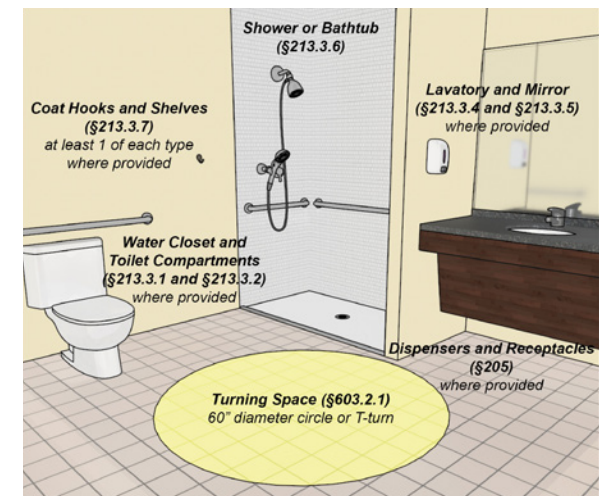 Shower or Bathtub
(§213.3.6)
Coat Hooks and Shelves
(§213.3.7)
at least 1 of each type
where provided
Lavatory and Mirror
(§213.3.4 and §213.3.5)
where provided
Water Closet and
Toilet Compartments
(§213.3.1 and §213.3.2)
where provided
Dispensers and Receptacles
(§205)
where provided
Turning Space (§603.2.1)
60” diameter circle or T-turn